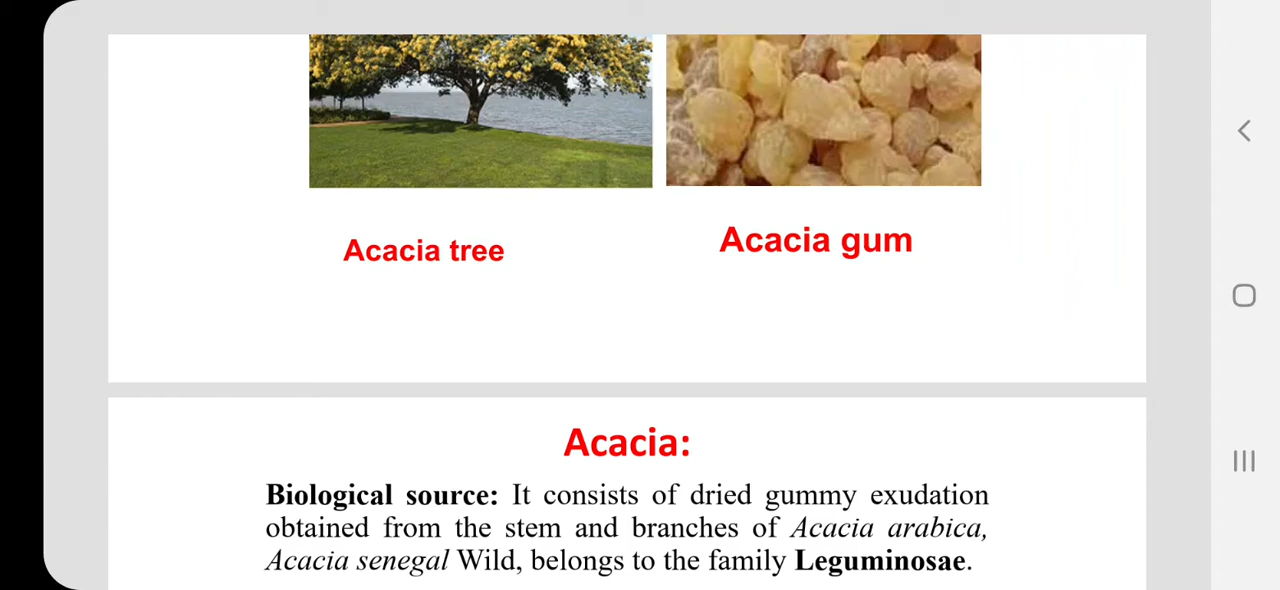 Acacia tree
Acacia gum
Acacia:
Biological source: It consists of dried gummy exudation
obtained from the stem and branches of Acacia arabica,
Acacia senegal Wild, belongs to the family Leguminosae.